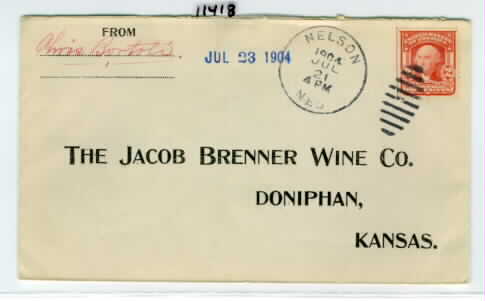 11418
FROM
JUL 23 1904
NELSON
1904
JUL
21
4 PM
NEB
THE JACOB BRENNER WINE CO.
DONIPHAN,
KANSAS.